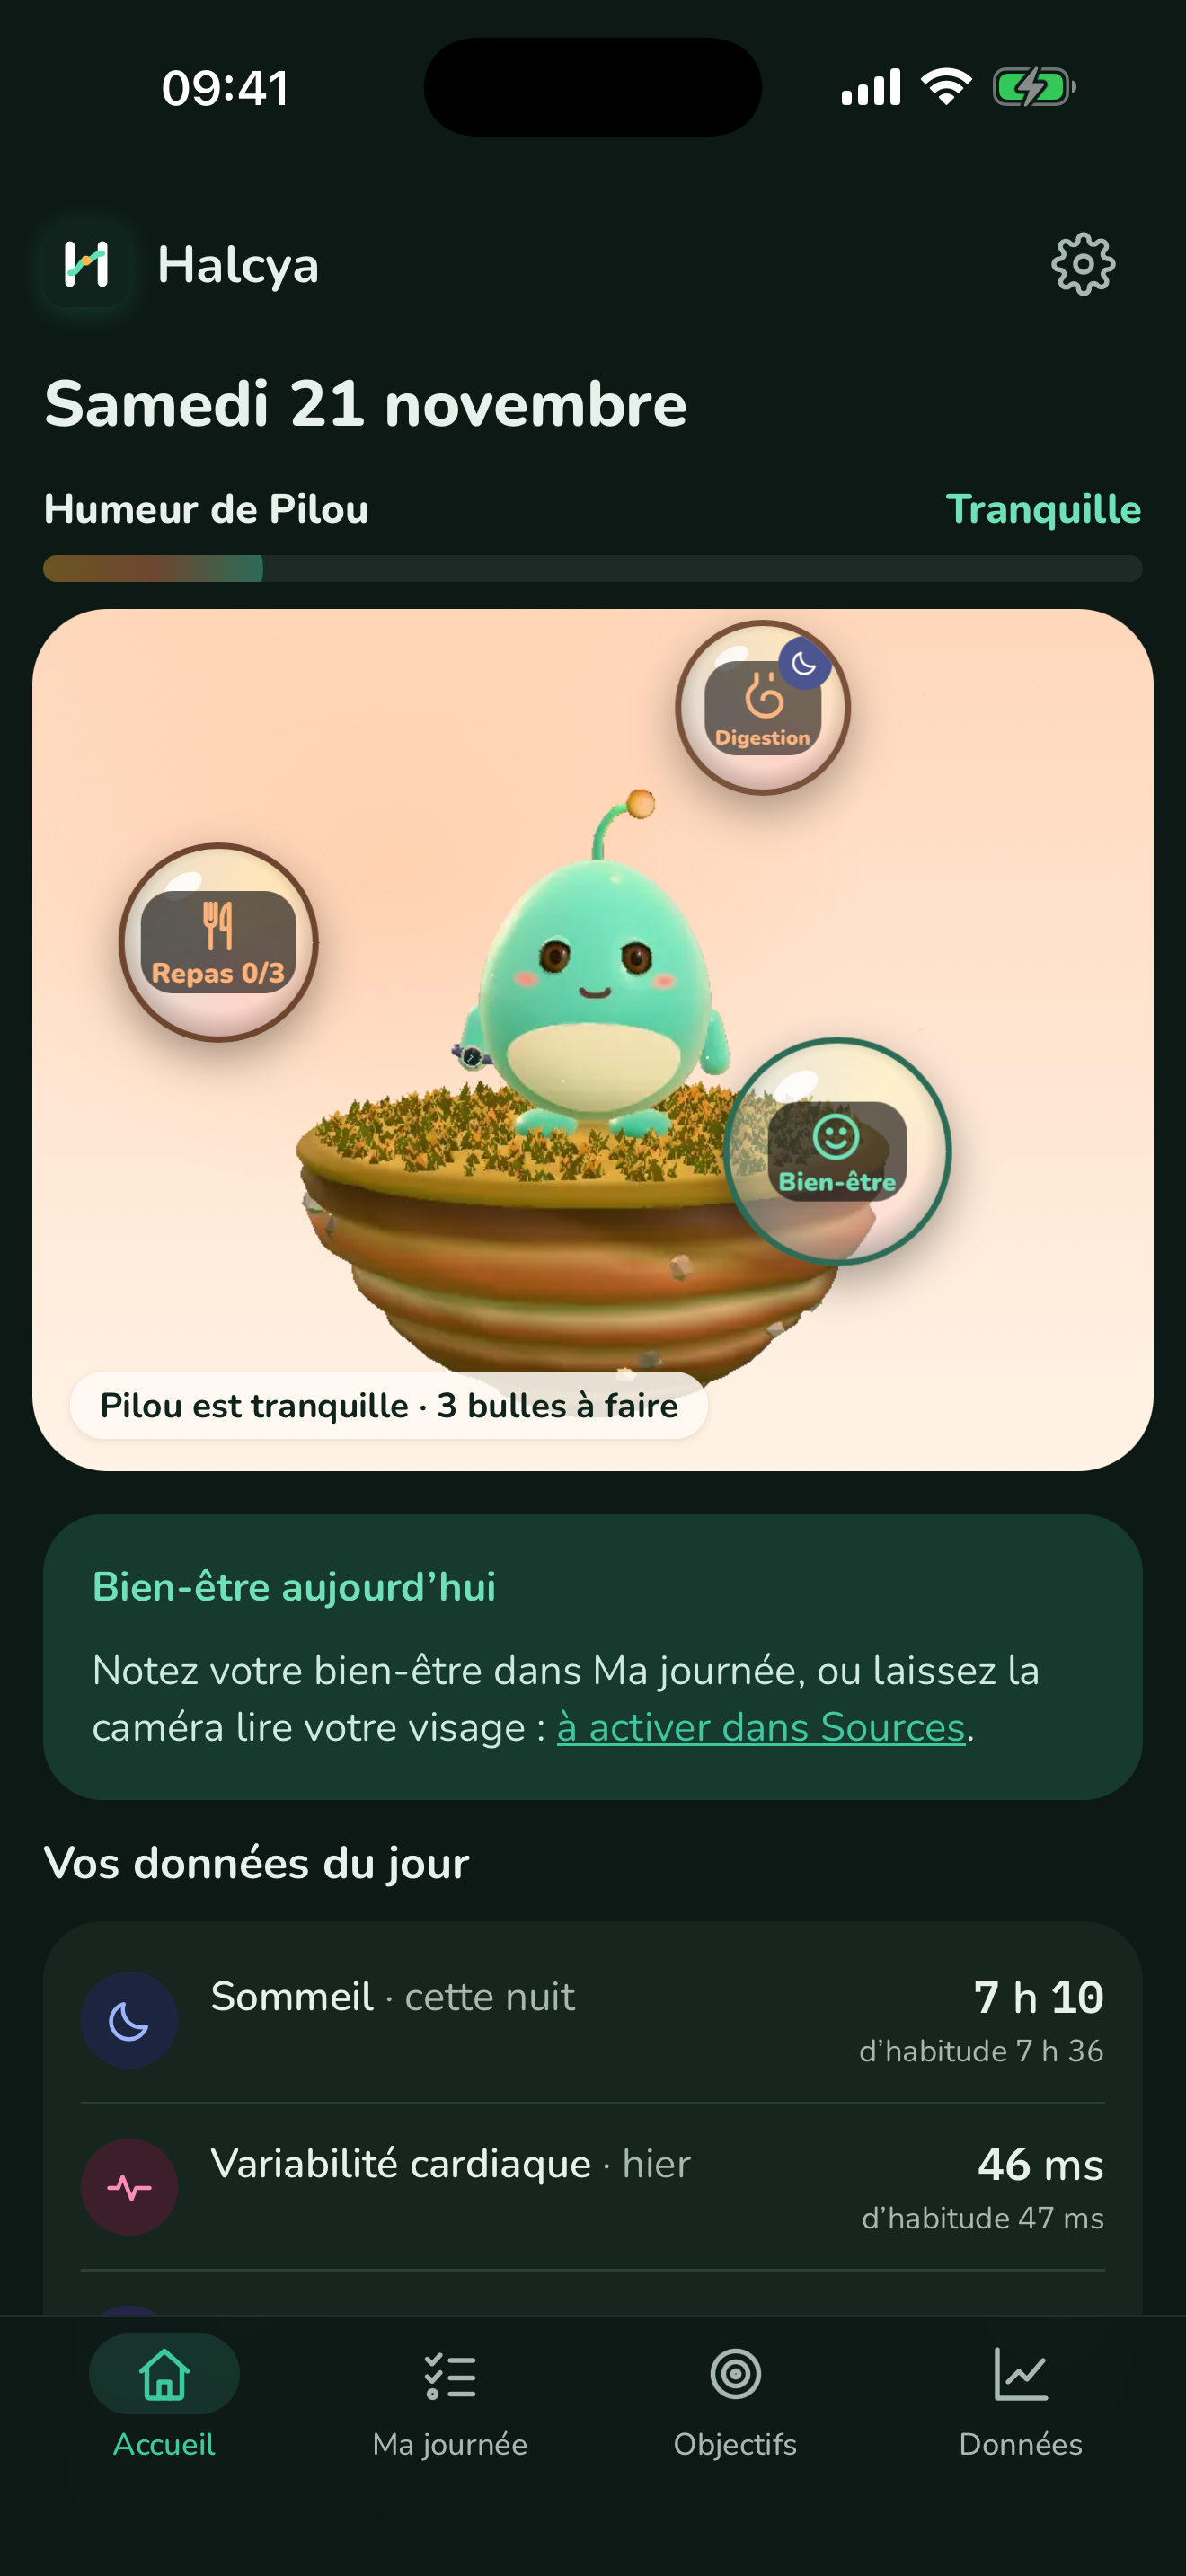 09:41
Halcya
Samedi 21 novembre
Humeur de Pilou
Tranquille
Digestion
Repas 0/3
Bien-être
Pilou est tranquille · 3 bulles à faire
Bien-être aujourd’hui
Notez votre bien-être dans Ma journée, ou laissez la
caméra lire votre visage : à activer dans Sources.
Vos données du jour
Sommeil · cette nuit
7 h 10
d’habitude 7 h 36
Variabilité cardiaque · hier
46 ms
d’habitude 47 ms
Accueil
Ma journée
Objectifs
Données